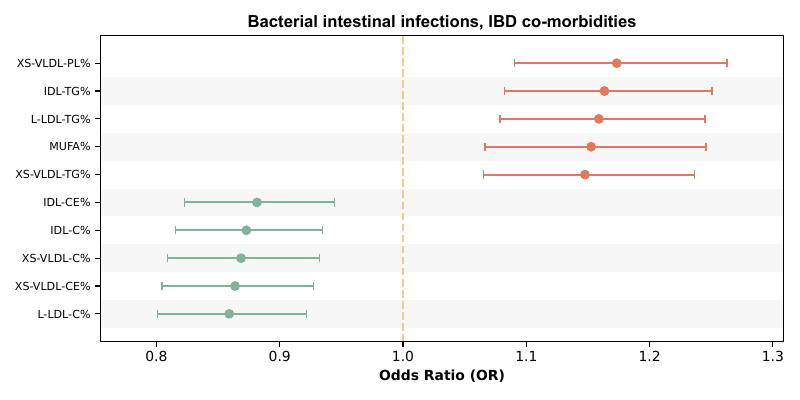 Bacterial intestinal infections, IBD co-morbidities
XS-VLDL-PL%
IDL-TG%
L-LDL-TG%
MUFA%
XS-VLDL-TG%
IDL-CE%
IDL-C%
XS-VLDL-C%
XS-VLDL-CE%
L-LDL-C%
0.8 0.9 1.0 1.1 1.2 1.3
Odds Ratio (OR)